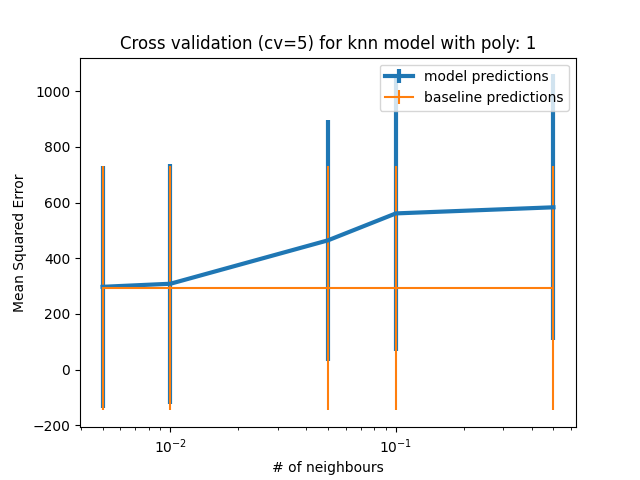 Cross validation (cv=5) for knn model with poly: 1
model predictions
baseline predictions
1000
800
600
400
200
0
−200
Mean Squared Error
10⁻²
10⁻¹
# of neighbours